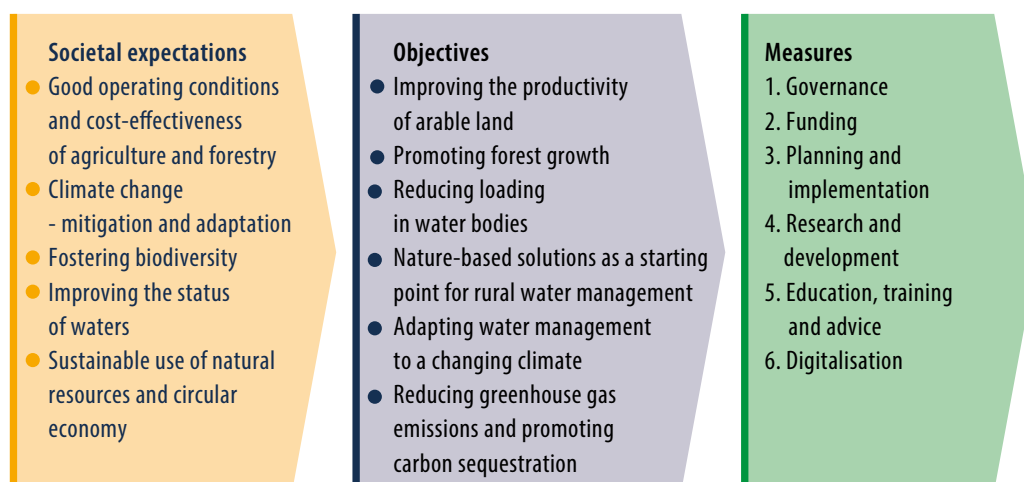 Societal expectations
● Good operating conditions
and cost-effectiveness
of agriculture and forestry
● Climate change
- mitigation and adaptation
● Fostering biodiversity
● Improving the status
of waters
● Sustainable use of natural
resources and circular
economy
Objectives
● Improving the productivity
of arable land
● Promoting forest growth
● Reducing loading
in water bodies
● Nature-based solutions as a starting
point for rural water management
● Adapting water management
to a changing climate
● Reducing greenhouse gas
emissions and promoting
carbon sequestration
Measures
1. Governance
2. Funding
3. Planning and
implementation
4. Research and
development
5. Education, training
and advice
6. Digitalisation